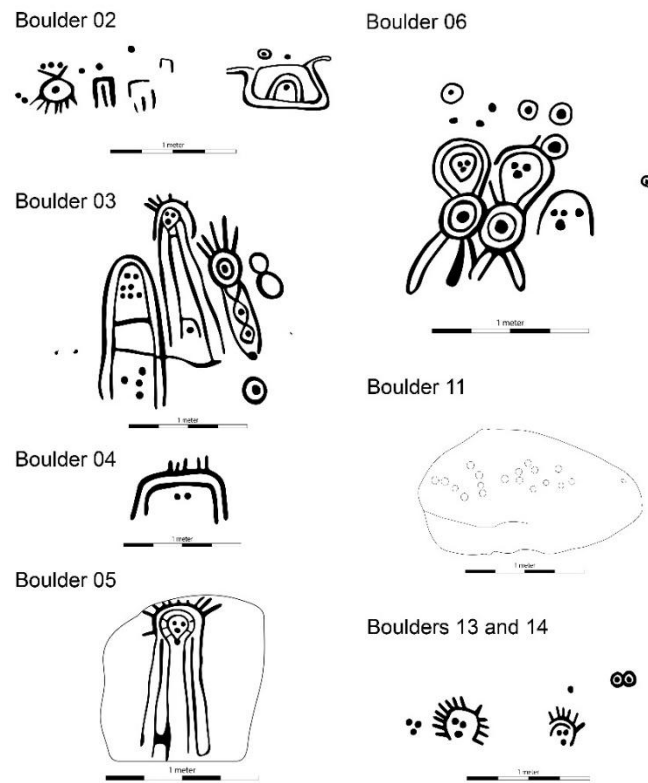 Boulder 02
1 meter
Boulder 03
1 meter
Boulder 04
1 meter
Boulder 05
1 meter
Boulder 06
1 meter
Boulder 11
1 meter
Boulders 13 and 14
1 meter